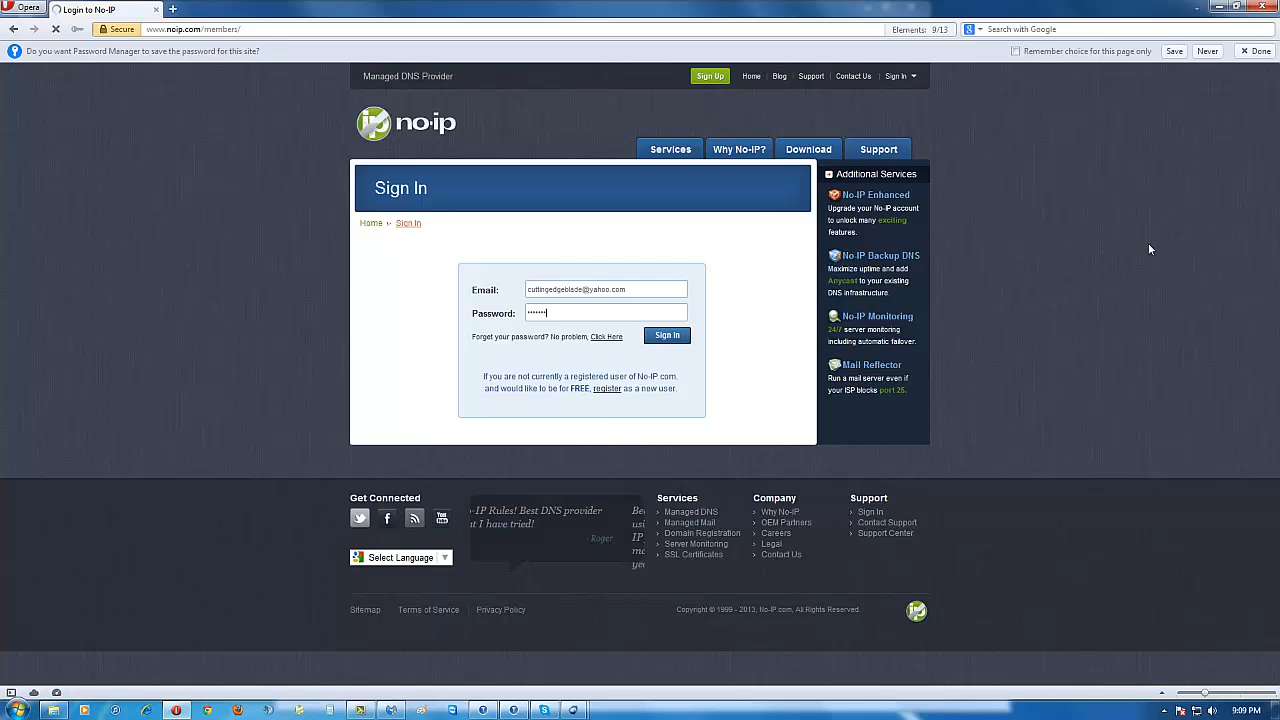 Opera
Login to No-IP
Secure
www.noip.com/members/
Elements: 9/13
Search with Google
Do you want Password Manager to save the password for this site?
Remember choice for this page only
Save
Never
Done
Managed DNS Provider
Sign Up
Home
Blog
Support
Contact Us
Sign In
no-ip
Services
Why No-IP?
Download
Support
Sign In
Home
Sign In
Email:
cuttingedgeblade@yahoo.com
Password:
Forget your password? No problem, Click Here
Sign In
If you are not currently a registered user of No-IP.com.
and would like to be for FREE, register as a new user.
Additional Services
No-IP Enhanced
Upgrade your No-IP account
to unlock many exciting
features.
No-IP Backup DNS
Maximize uptime and add
Anycast to your existing
DNS infrastructure.
No-IP Monitoring
24/7 server monitoring
including automatic failover.
Mail Reflector
Run a mail server even if
your ISP blocks port 25.
Get Connected
You
Select Language
-IP Rules! Best DNS provider
t I have tried!
- Roger
Services
Managed DNS
Managed Mail
Domain Registration
Server Monitoring
SSL Certificates
Company
Why No-IP
OEM Partners
Careers
Legal
Contact Us
Support
Sign In
Contact Support
Support Center
Sitemap
Terms of Service
Privacy Policy
Copyright © 1999 - 2013, No-IP.com, All Rights Reserved.
9:09 PM